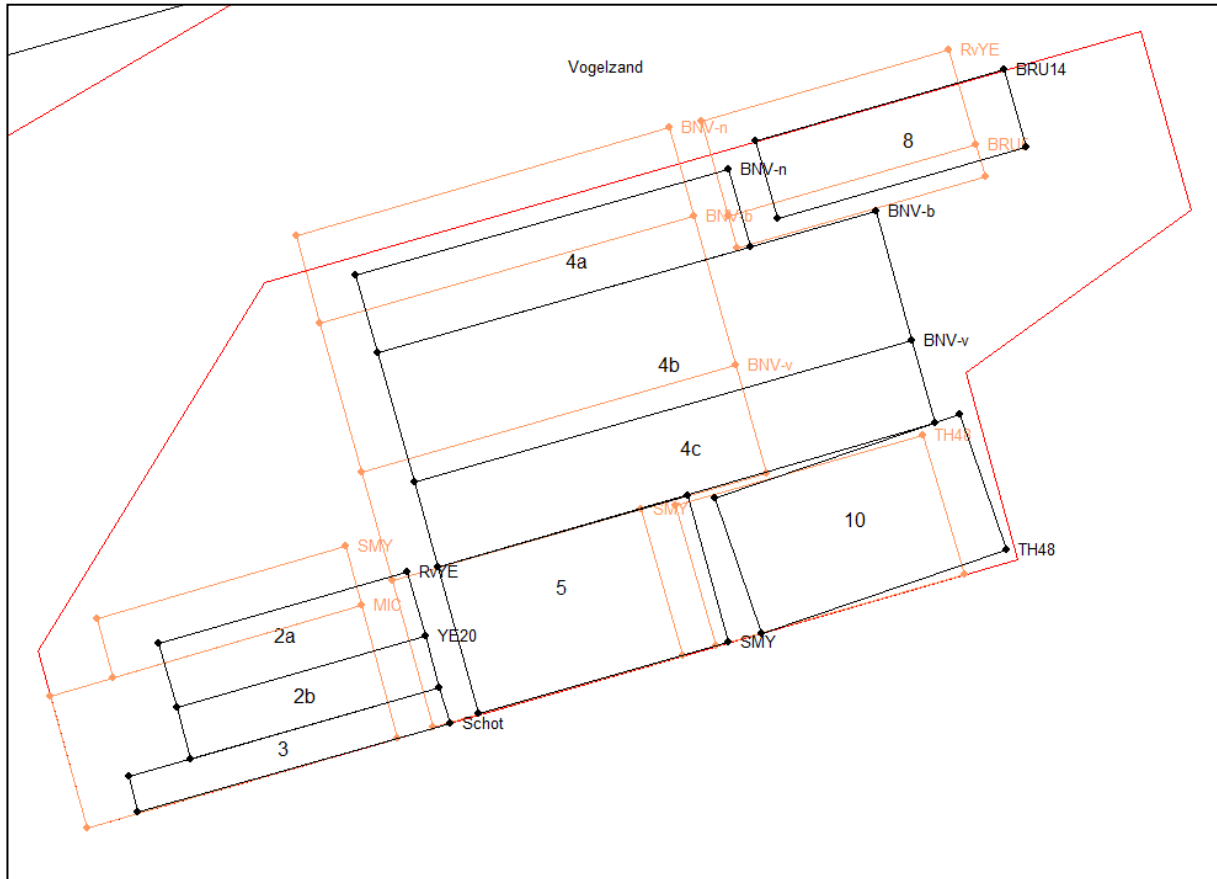 Vogelzand
RvYE
BRU14
BNV-n
8
BNV-n
BNV-b
BNV-b
4a
BNV-v
4b
BNV-v
4c
TH48
SMY
10
SMY
TH48
RvYE
5
MIC
2a
YE20
SMY
2b
Schot
3